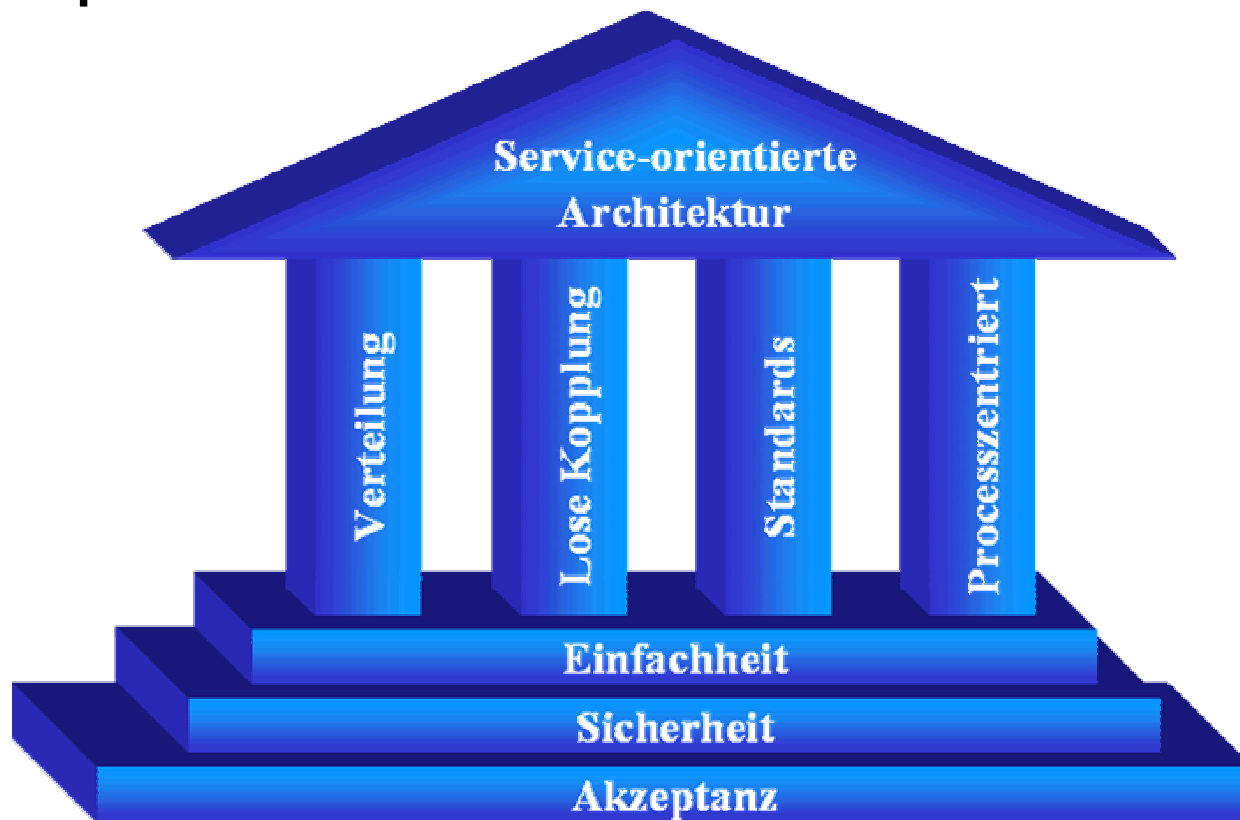 Service-orientierte
Architektur
Verteilung
Lose Kopplung
Standards
Processzentriert
Einfachheit
Sicherheit
Akzeptanz